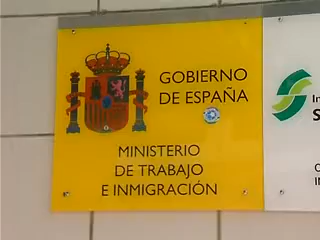 GOBIERNO
DE ESPAÑA
MINISTERIO
DE TRABAJO
E INMIGRACIÓN